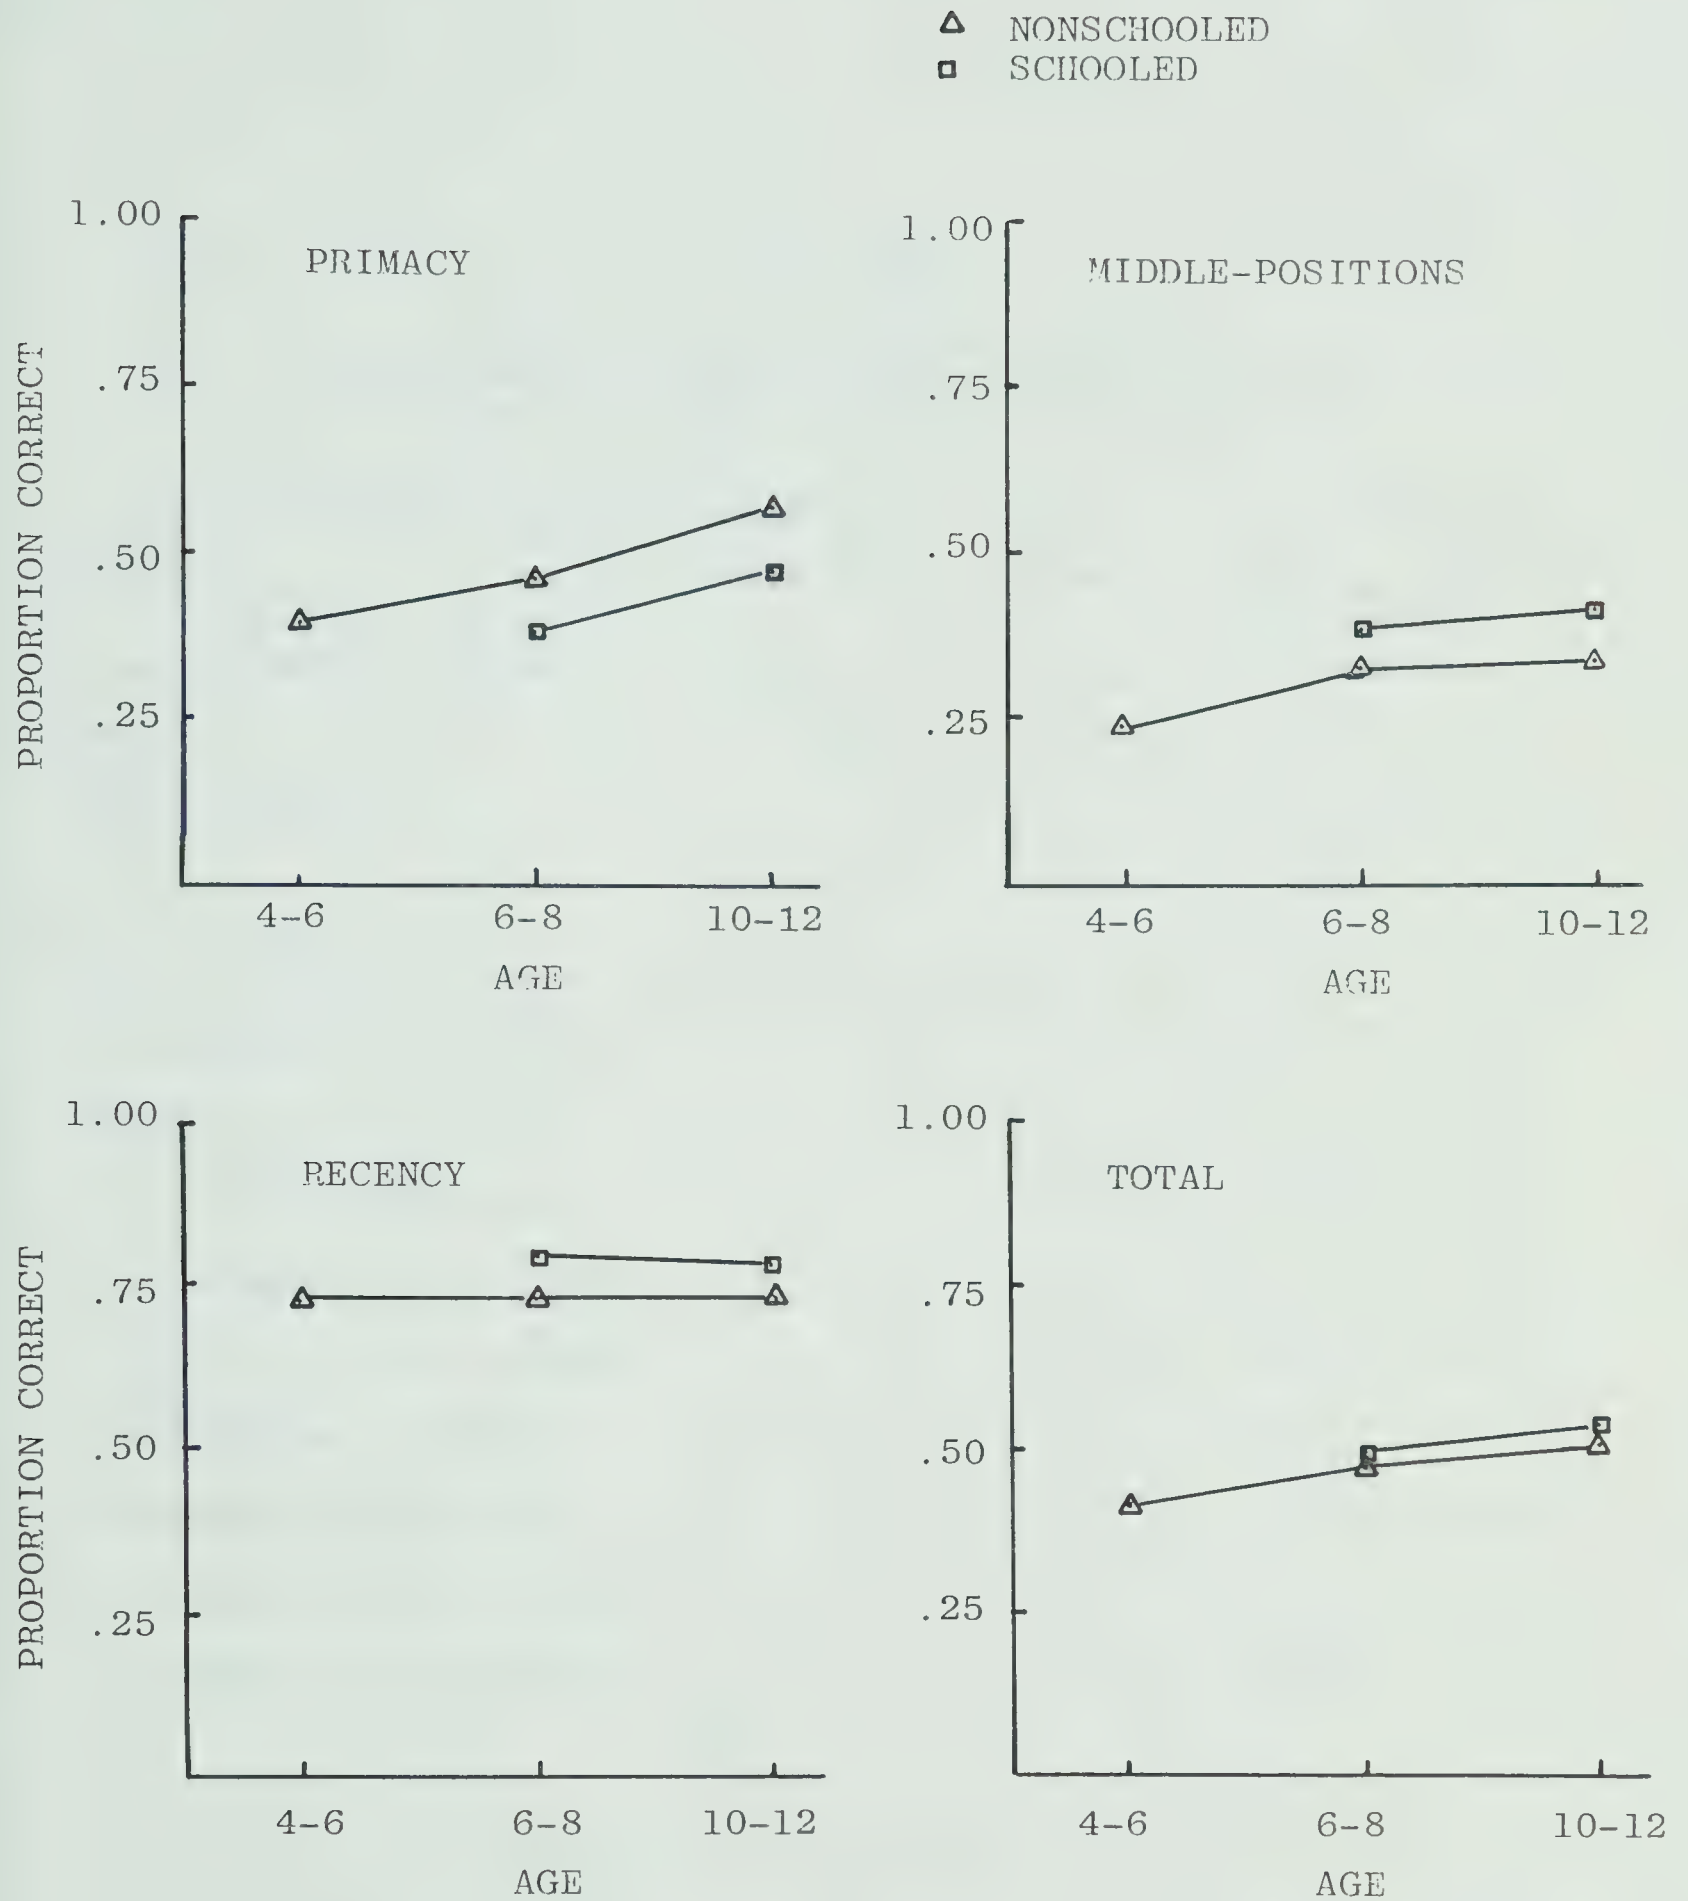 NONSCHOOLED
SCHOOLED
PRIMACY
1.00
.75
.50
.25
PROPORTION CORRECT
4-6 6-8 10-12
AGE
MIDDLE-POSITIONS
1.00
.75
.50
.25
4-6 6-8 10-12
AGE
RECENCY
1.00
.75
.50
.25
PROPORTION CORRECT
4-6 6-8 10-12
AGE
TOTAL
1.00
.75
.50
.25
4-6 6-8 10-12
AGE